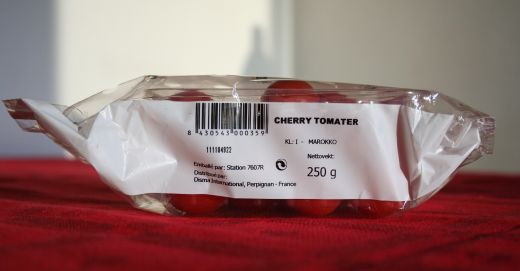 CHERRY TOMATER
8 430543 000359
KL: I - MAROKKO
111104922
Nettovekt
Emballé par: Station 7607R
250 g
Distribué par:
Disma International, Perpignan - France